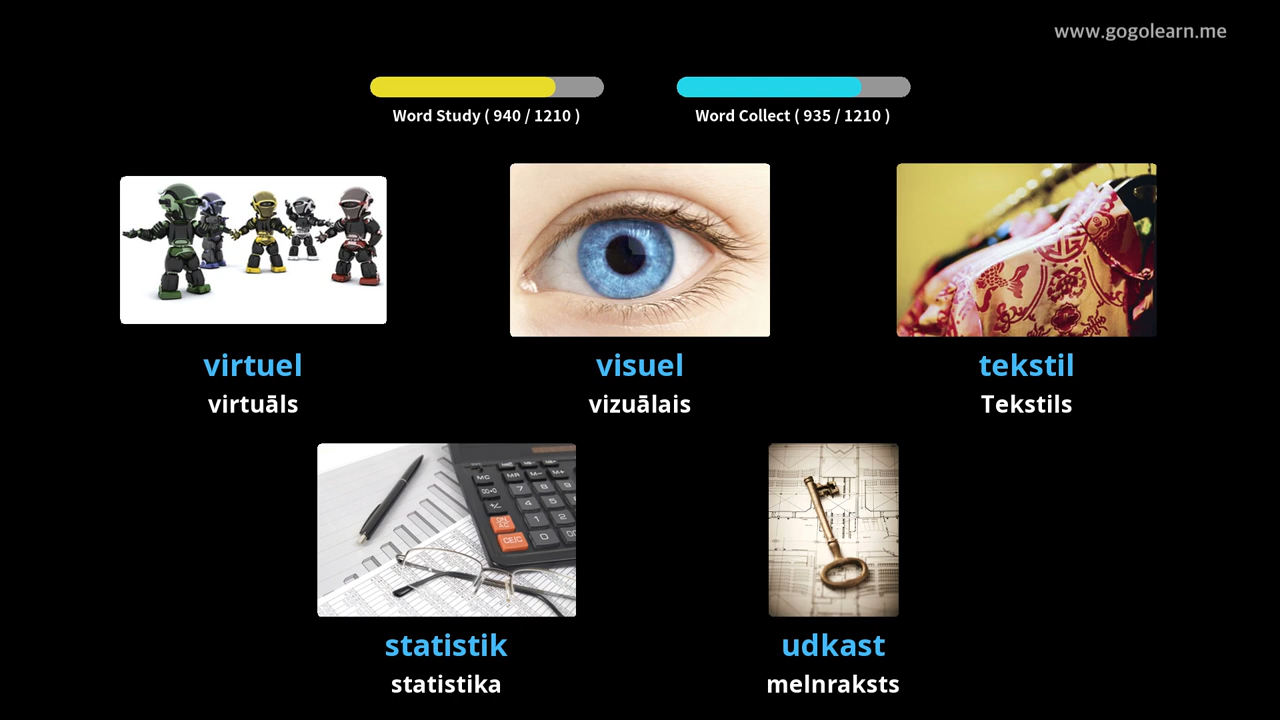 www.gogolearn.me
Word Study ( 940 / 1210 )
Word Collect ( 935 / 1210 )
virtuel
virtuāls
visuel
vizuālais
tekstil
Tekstils
statistik
statistika
udkast
melnraksts